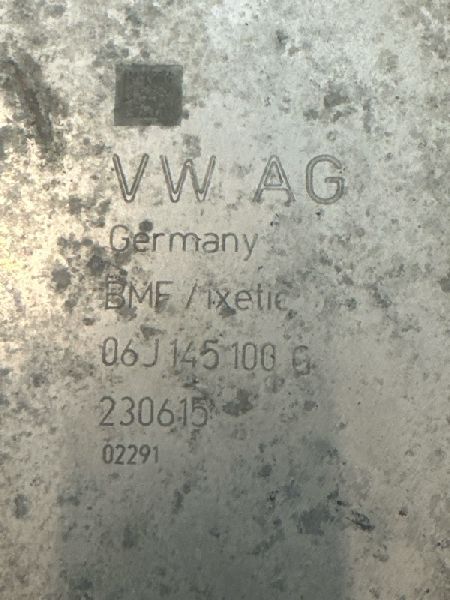 VW AG
Germany
BMF / ixetic
06J 145 100 G
230615
02291